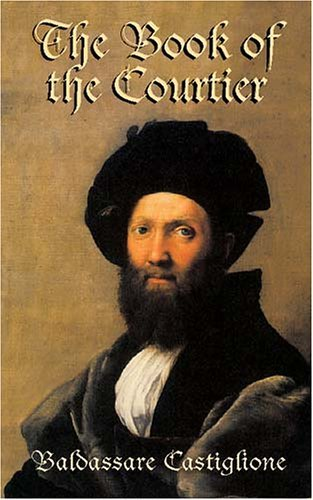 The Book of
the Courtier
Baldassare Castiglione